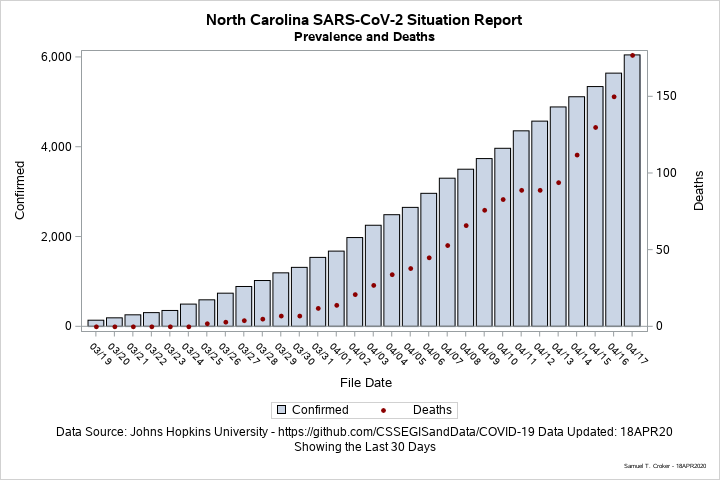 North Carolina SARS-CoV-2 Situation Report
Prevalence and Deaths
6,000
4,000
2,000
0
Confirmed
150
100
50
0
Deaths
03/19 03/20 03/21 03/22 03/23 03/24 03/25 03/26 03/27 03/28 03/29 03/30 03/31 04/01 04/02 04/03 04/04 04/05 04/06 04/07 04/08 04/09 04/10 04/11 04/12 04/13 04/14 04/15 04/16 04/17
File Date
Confirmed Deaths
Data Source: Johns Hopkins University - https://github.com/CSSEGISandData/COVID-19 Data Updated: 18APR20
Showing the Last 30 Days
Samuel T. Croker - 18APR2020